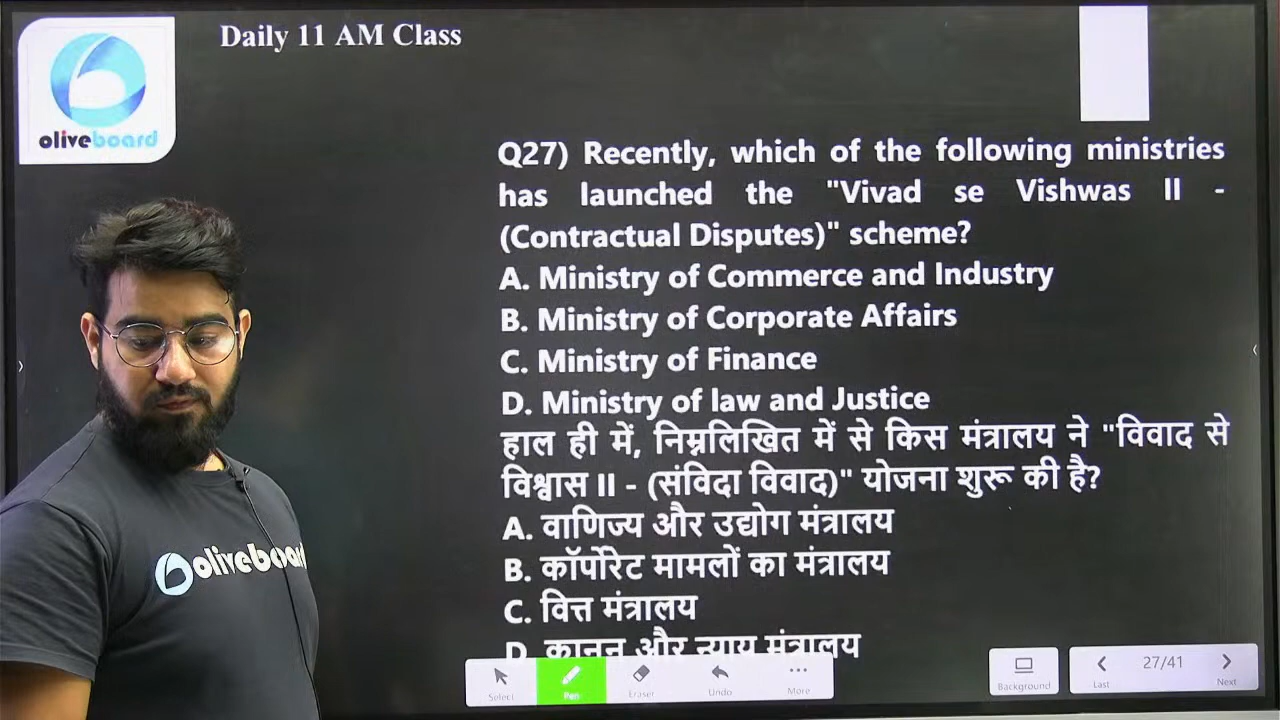 Daily 11 AM Class
oliveboard
Q27) Recently, which of the following ministries
has launched the "Vivad se Vishwas II -
(Contractual Disputes)" scheme?
A. Ministry of Commerce and Industry
B. Ministry of Corporate Affairs
C. Ministry of Finance
D. Ministry of law and Justice
हाल ही में, निम्नलिखित में से किस मंत्रालय ने "विवाद से
विश्वास II - (संविदा विवाद)" योजना शुरू की है?
A. वाणिज्य और उद्योग मंत्रालय
B. कॉर्पोरेट मामलों का मंत्रालय
C. वित्त मंत्रालय
D. कानून और न्याय मंत्रालय
oliveboard
Select Pen Eraser Undo More
Background
Last 27/41 Next